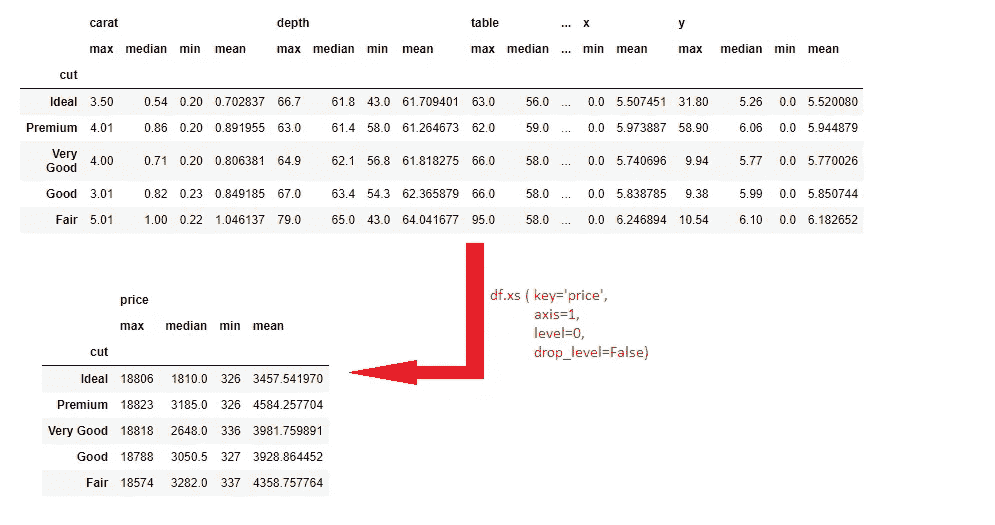 carat depth table ... x y
max median min mean max median min mean max median ... min mean max median min mean
cut
Ideal 3.50 0.54 0.20 0.702837 66.7 61.8 43.0 61.709401 63.0 56.0 ... 0.0 5.507451 31.80 5.26 0.0 5.520080
Premium 4.01 0.86 0.20 0.891955 63.0 61.4 58.0 61.264673 62.0 59.0 ... 0.0 5.973887 58.90 6.06 0.0 5.944879
Very
Good 4.00 0.71 0.20 0.806381 64.9 62.1 56.8 61.818275 66.0 58.0 ... 0.0 5.740696 9.94 5.77 0.0 5.770026
Good 3.01 0.82 0.23 0.849185 67.0 63.4 54.3 62.365879 66.0 58.0 ... 0.0 5.838785 9.38 5.99 0.0 5.850744
Fair 5.01 1.00 0.22 1.046137 79.0 65.0 43.0 64.041677 95.0 58.0 ... 0.0 6.246894 10.54 6.10 0.0 6.182652
df.xs ( key='price',
axis=1,
level=0,
drop_level=False)
price
max median min mean
cut
Ideal 18806 1810.0 326 3457.541970
Premium 18823 3185.0 326 4584.257704
Very Good 18818 2648.0 336 3981.759891
Good 18788 3050.5 327 3928.864452
Fair 18574 3282.0 337 4358.757764